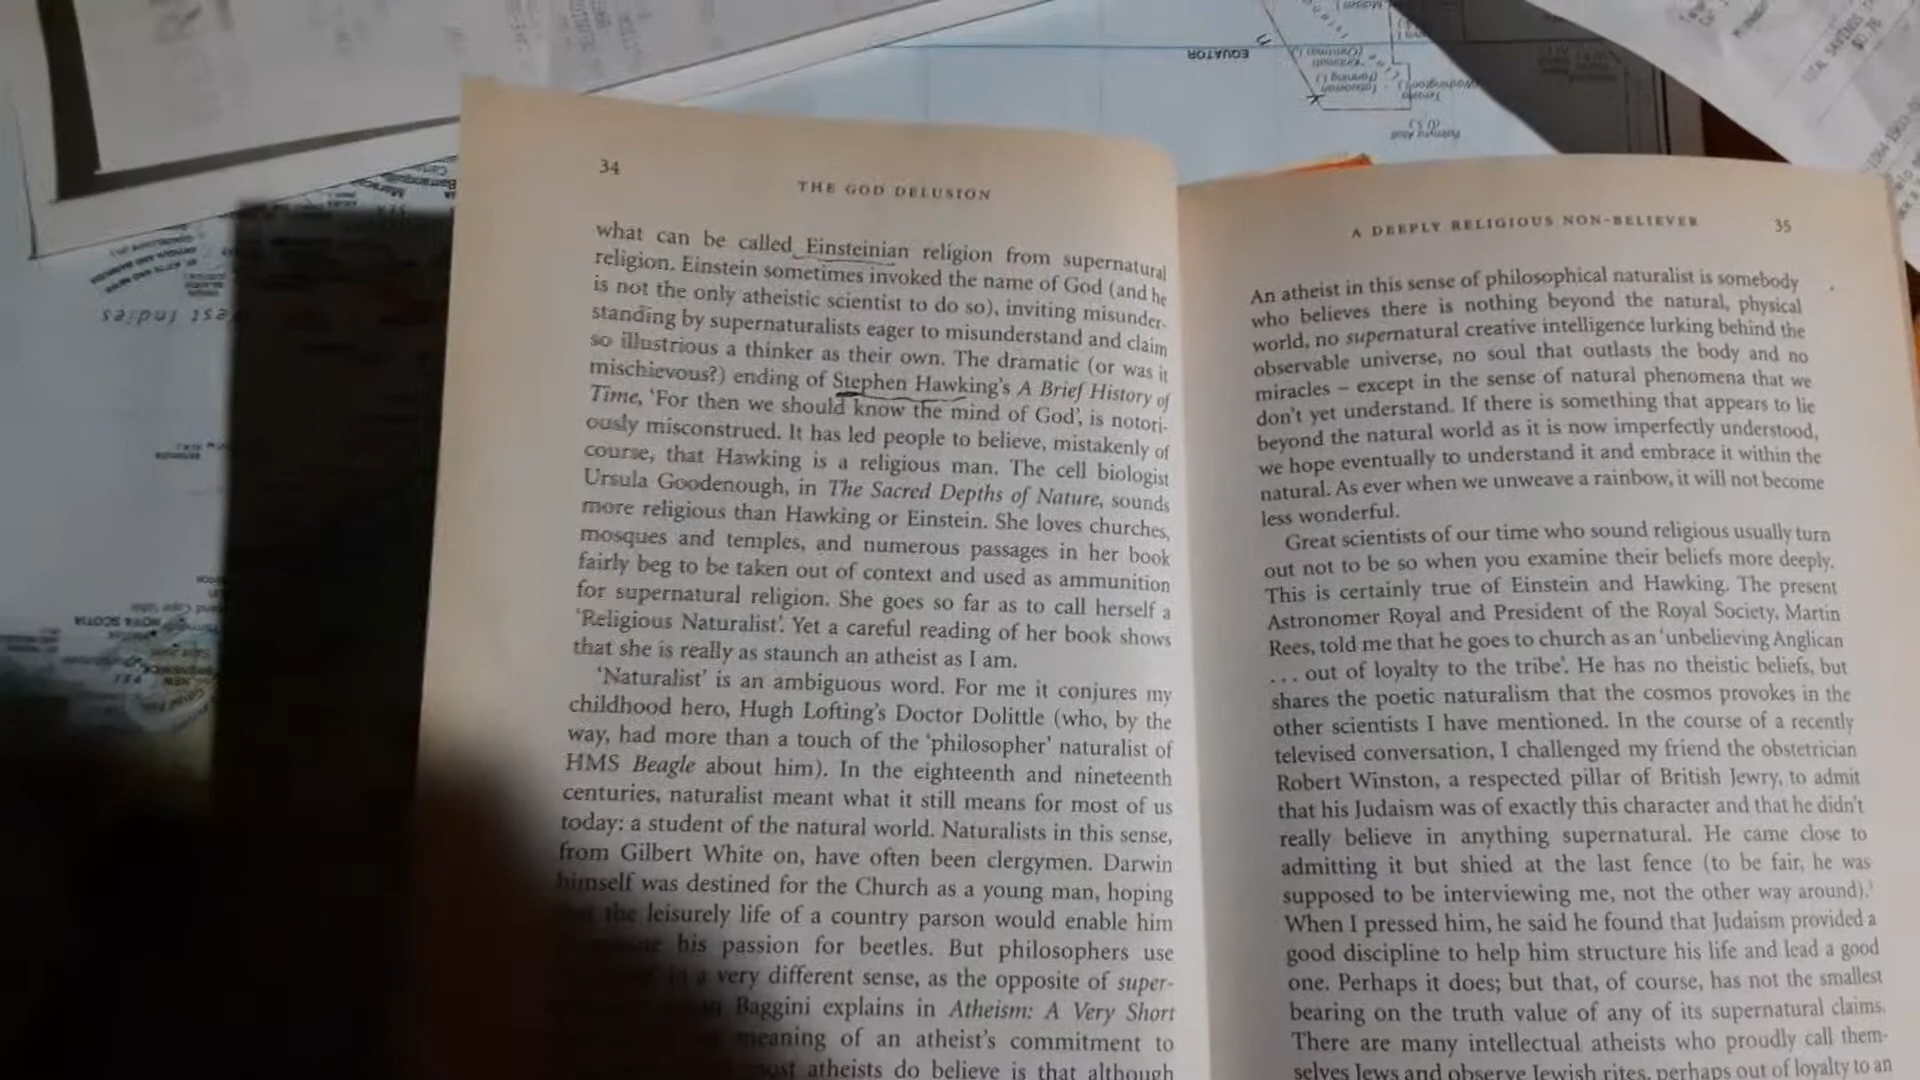 34
THE GOD DELUSION
what can be called Einsteinian religion from supernatural
religion. Einstein sometimes invoked the name of God (and he
is not the only atheistic scientist to do so), inviting misunder-
standing by supernaturalists eager to misunderstand and claim
so illustrious a thinker as their own. The dramatic (or was it
mischievous?) ending of Stephen Hawking's A Brief History of
Time, 'For then we should know the mind of God', is notori-
ously misconstrued. It has led people to believe, mistakenly of
course, that Hawking is a religious man. The cell biologist
Ursula Goodenough, in The Sacred Depths of Nature, sounds
more religious than Hawking or Einstein. She loves churches,
mosques and temples, and numerous passages in her book
fairly beg to be taken out of context and used as ammunition
for supernatural religion. She goes so far as to call herself a
'Religious Naturalist'. Yet a careful reading of her book shows
that she is really as staunch an atheist as I am.
'Naturalist' is an ambiguous word. For me it conjures my
childhood hero, Hugh Lofting's Doctor Dolittle (who, by the
way, had more than a touch of the 'philosopher' naturalist of
HMS Beagle about him). In the eighteenth and nineteenth
centuries, naturalist meant what it still means for most of us
today: a student of the natural world. Naturalists in this sense,
from Gilbert White on, have often been clergymen. Darwin
himself was destined for the Church as a young man, hoping
the leisurely life of a country parson would enable him
his passion for beetles. But philosophers use
in a very different sense, as the opposite of super-
Baggini explains in Atheism: A Very Short
meaning of an atheist's commitment to
most atheists do believe is that although
A DEEPLY RELIGIOUS NON-BELIEVER
35
An atheist in this sense of philosophical naturalist is somebody
who believes there is nothing beyond the natural, physical
world, no supernatural creative intelligence lurking behind the
observable universe, no soul that outlasts the body and no
miracles – except in the sense of natural phenomena that we
don't yet understand. If there is something that appears to lie
beyond the natural world as it is now imperfectly understood,
we hope eventually to understand it and embrace it within the
natural. As ever when we unweave a rainbow, it will not become
less wonderful.
Great scientists of our time who sound religious usually turn
out not to be so when you examine their beliefs more deeply.
This is certainly true of Einstein and Hawking. The present
Astronomer Royal and President of the Royal Society, Martin
Rees, told me that he goes to church as an 'unbelieving Anglican
... out of loyalty to the tribe'. He has no theistic beliefs, but
shares the poetic naturalism that the cosmos provokes in the
other scientists I have mentioned. In the course of a recently
televised conversation, I challenged my friend the obstetrician
Robert Winston, a respected pillar of British Jewry, to admit
that his Judaism was of exactly this character and that he didn't
really believe in anything supernatural. He came close to
admitting it but shied at the last fence (to be fair, he was
supposed to be interviewing me, not the other way around).¹
When I pressed him, he said he found that Judaism provided a
good discipline to help him structure his life and lead a good
one. Perhaps it does; but that, of course, has not the smallest
bearing on the truth value of any of its supernatural claims.
There are many intellectual atheists who proudly call them-
selves Jews and observe Jewish rites, perhaps out of loyalty to an
EQUATOR
West Indies
NOVA SCOTIA
TOTAL SAVINGS
$0.76